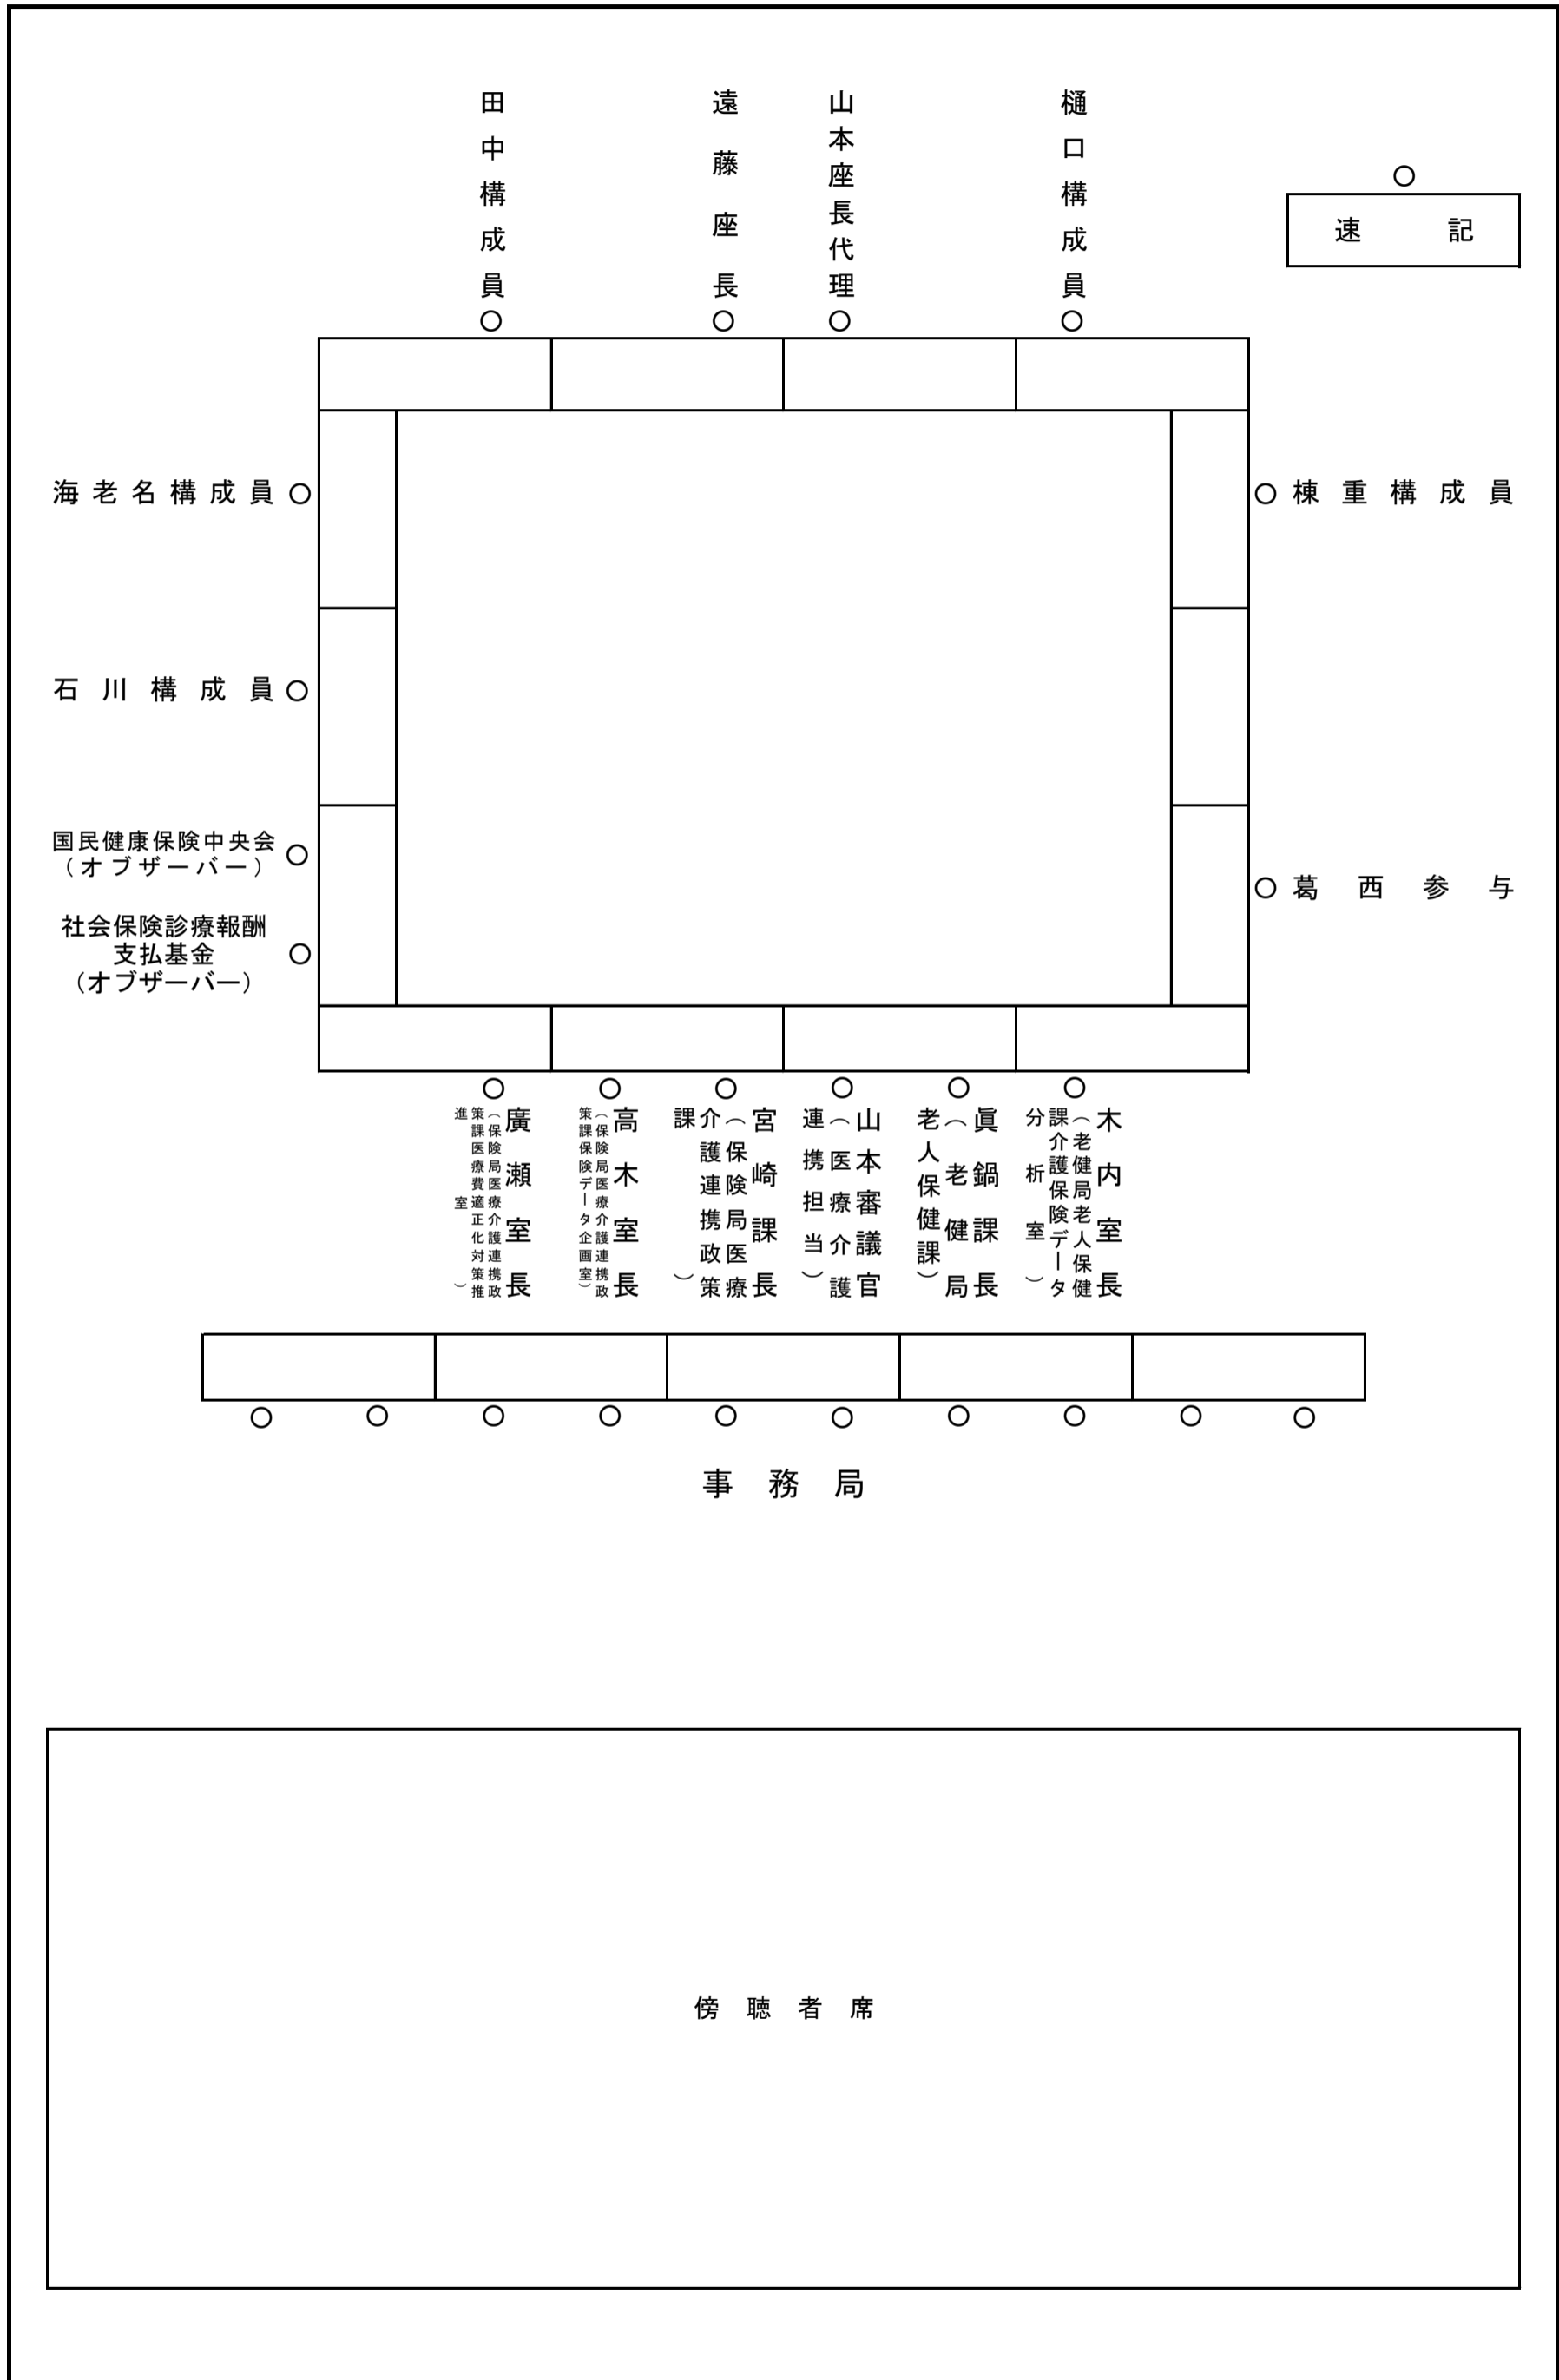 田中構成員
遠藤座長
山本座長代理
樋口構成員
速記
海老名構成員
棟重構成員
石川構成員
国民健康保険中央会
（オブザーバー）
葛西参与
社会保険診療報酬
支払基金
（オブザーバー）
廣瀬室長
（保険局医療介護連携政
策課医療費適正化対策推
進室）
高木室長
（保険局医療介護連携政
策課保険データ企画室）
宮崎課長
（保険局医療
介護連携政策
課）
山本審議官
（医療介護
連携担当）
眞鍋課長
（老健局
老人保健課）
木内室長
（老健局老人保健
課介護保険データ
分析室）
事務局
傍聴者席